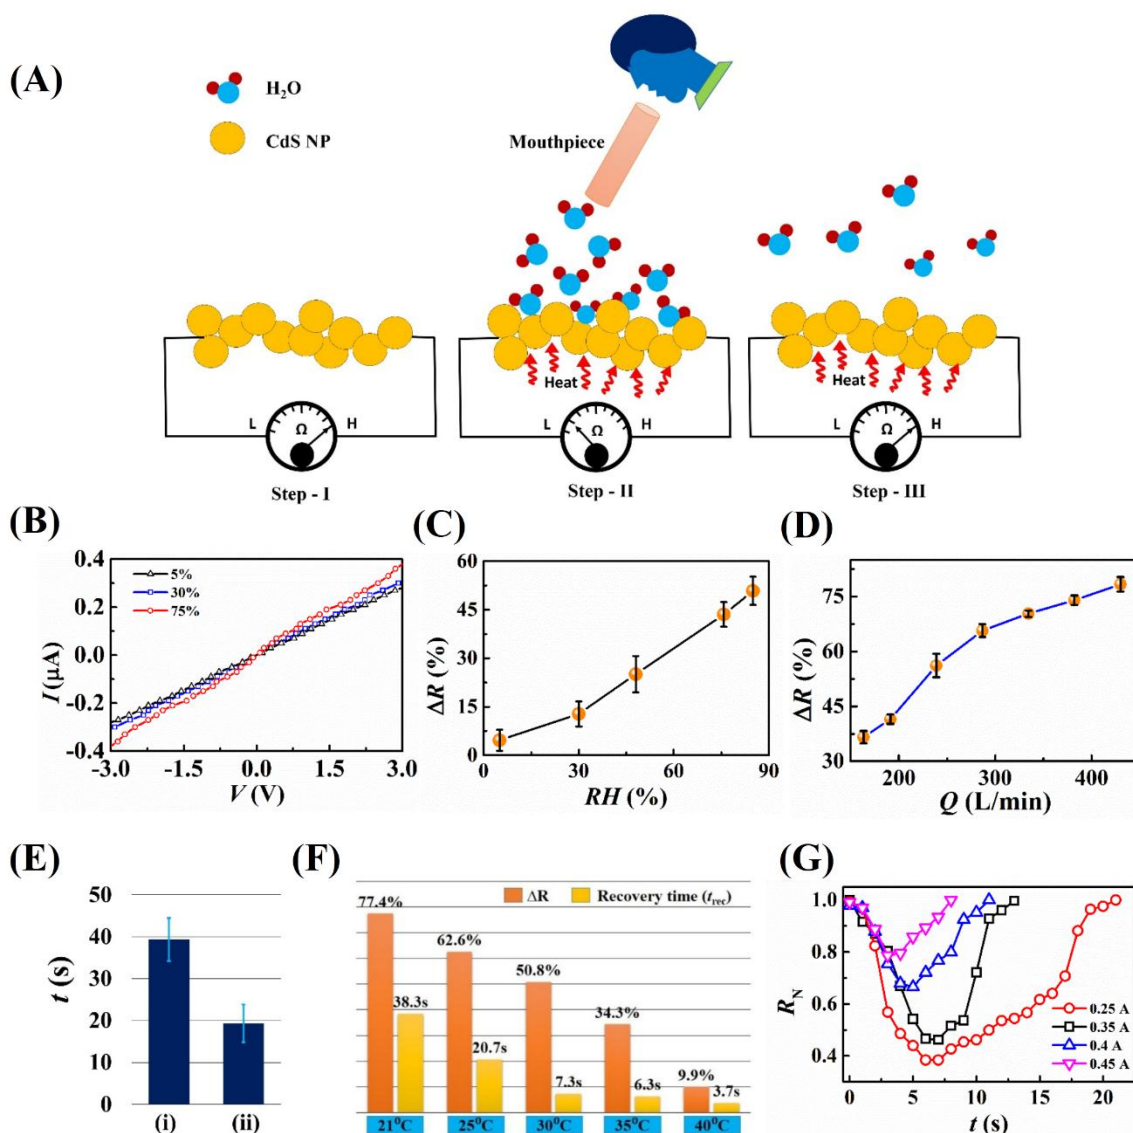 (A)
H₂O
CdS NP
Mouthpiece
Heat
Heat
L Ω H
L Ω H
L Ω H
Step - I
Step - II
Step - III
(B)
0.4
0.2
0.0
-0.2
-0.4
I (μA)
5%
30%
75%
-3.0 -1.5 0.0 1.5 3.0
V (V)
(C)
60
45
30
15
0
ΔR (%)
0 30 60 90
RH (%)
(D)
75
60
45
30
ΔR (%)
200 300 400
Q (L/min)
(E)
50
40
30
20
10
0
t (s)
(i) (ii)
(F)
ΔR Recovery time (t_rec)
77.4%
62.6%
50.8%
34.3%
9.9%
38.3s
20.7s
7.3s
6.3s
3.7s
21°C 25°C 30°C 35°C 40°C
(G)
1.0
0.8
0.6
0.4
R_N
0.25 A
0.35 A
0.4 A
0.45 A
0 5 10 15 20
t (s)